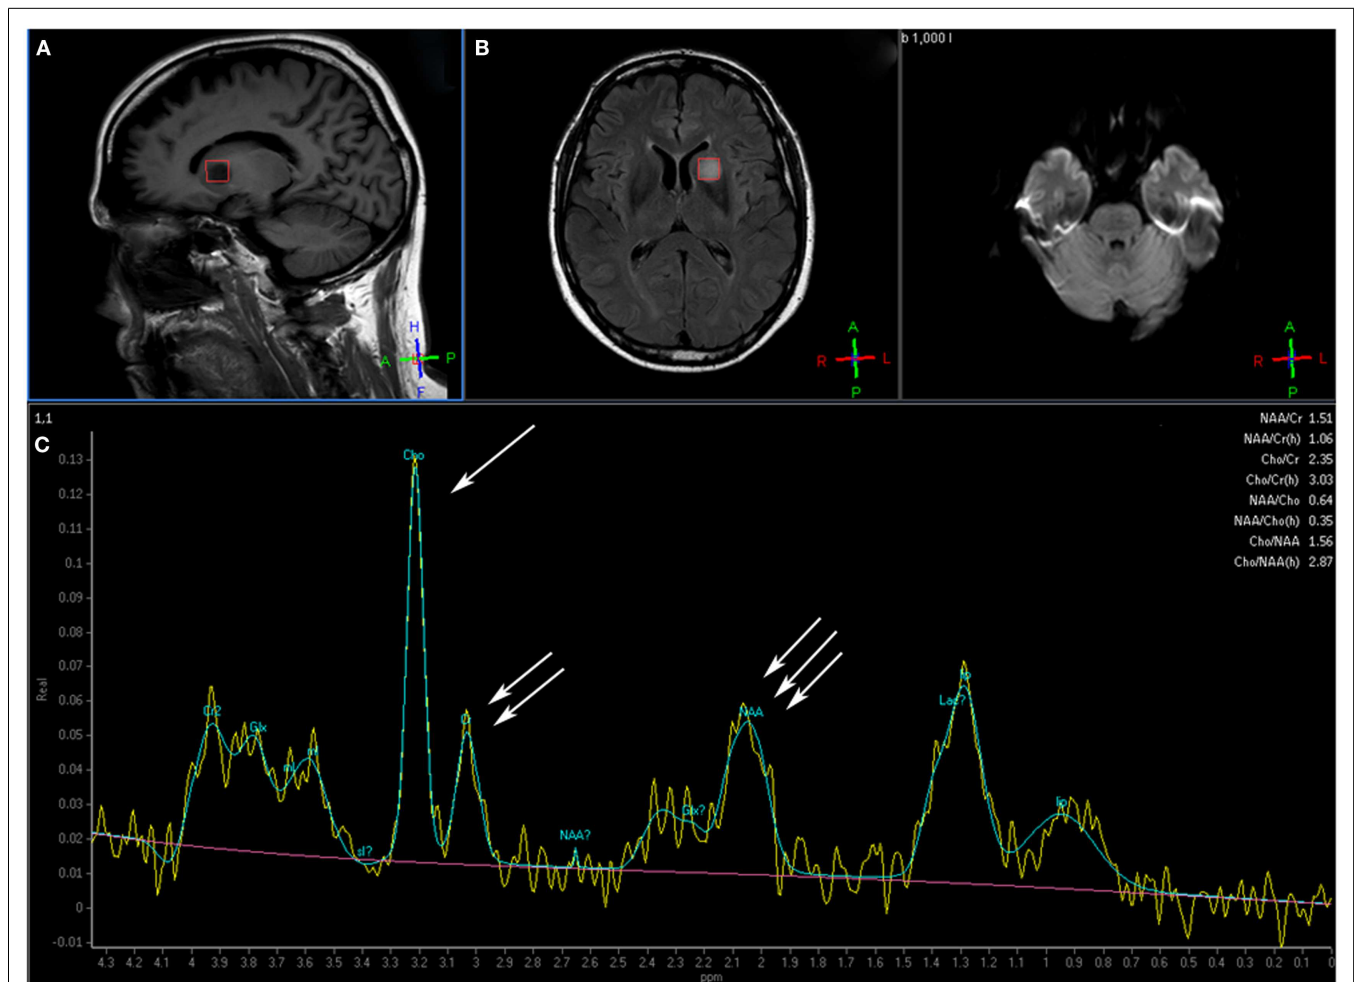 A
B
b 1,000 l
H
A
L
P
F
A
R
L
P
A
R
L
P
1,1
C
NAA/Cr 1.51
NAA/Cr(h) 1.06
Cho/Cr 2.35
Cho/Cr(h) 3.03
NAA/Cho 0.64
NAA/Cho(h) 0.35
Cho/NAA 1.56
Cho/NAA(h) 2.87
Cho
Cr2
Glx
mI
mI
sI?
Cr
NAA?
Glx?
NAA
Lac?
lip
lip
0.13
0.12
0.11
0.1
0.09
0.08
0.07
0.06
0.05
0.04
0.03
0.02
0.01
0
-0.01
Real
4.3 4.2 4.1 4 3.9 3.8 3.7 3.6 3.5 3.4 3.3 3.2 3.1 3 2.9 2.8 2.7 2.6 2.5 2.4 2.3 2.2 2.1 2 1.9 1.8 1.7 1.6 1.5 1.4 1.3 1.2 1.1 1 0.9 0.8 0.7 0.6 0.5 0.4 0.3 0.2 0.1 0
ppm